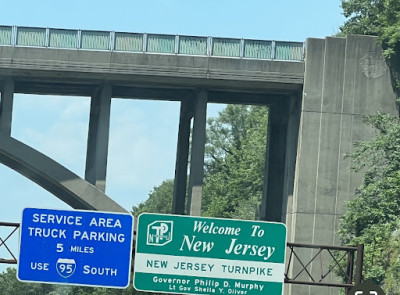 SERVICE AREA
TRUCK PARKING
5 MILES
USE 95 SOUTH
Welcome To
New Jersey
NEW JERSEY TURNPIKE
Governor Philip D. Murphy
Lt Gov Sheila Y. Oliver